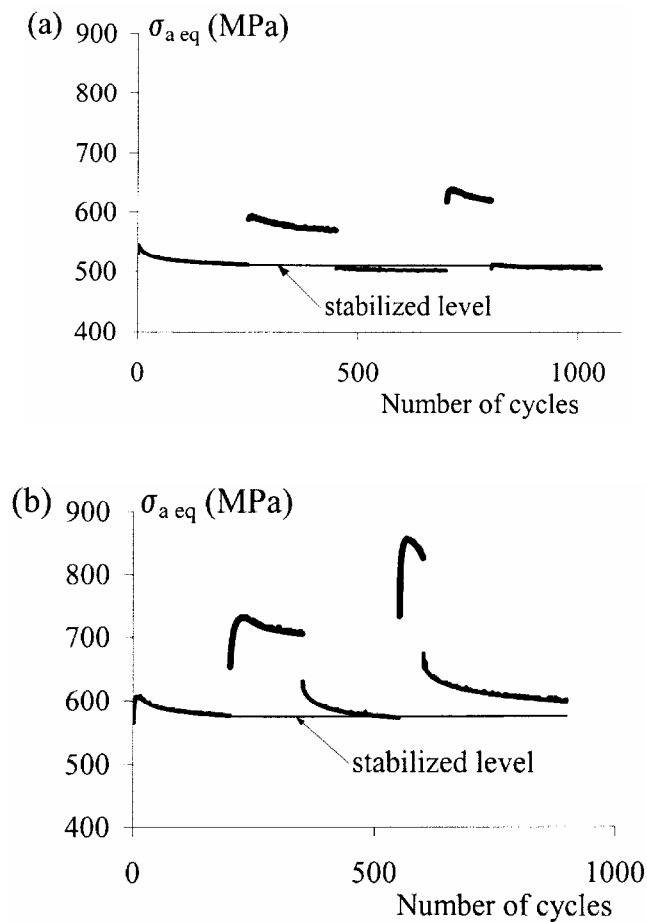 (a)
σa eq (MPa)
900
800
700
600
500
400
stabilized level
0
500
1000
Number of cycles
(b)
σa eq (MPa)
900
800
700
600
500
400
stabilized level
0
500
1000
Number of cycles